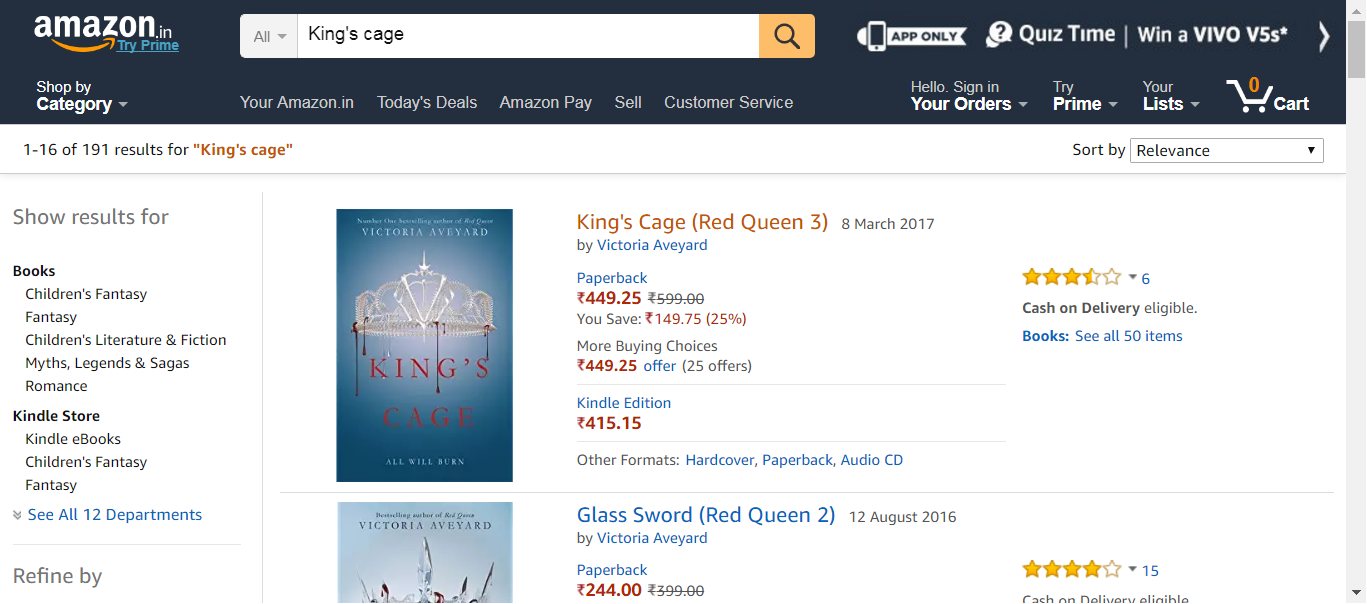 amazon.in
Try Prime
All
King's cage
APP ONLY
Quiz Time | Win a VIVO V5s*
Shop by
Category
Your Amazon.in
Today's Deals
Amazon Pay
Sell
Customer Service
Hello. Sign in
Your Orders
Try
Prime
Your
Lists
0
Cart
1-16 of 191 results for "King's cage"
Sort by
Relevance
Show results for
Books
Children's Fantasy
Fantasy
Children's Literature & Fiction
Myths, Legends & Sagas
Romance
Kindle Store
Kindle eBooks
Children's Fantasy
Fantasy
See All 12 Departments
Refine by
Number One bestselling author of Red Queen
VICTORIA AVEYARD
KING'S
CAGE
ALL WILL BURN
King's Cage (Red Queen 3) 8 March 2017
by Victoria Aveyard
Paperback
₹449.25 ₹599.00
You Save: ₹149.75 (25%)
More Buying Choices
₹449.25 offer (25 offers)
Kindle Edition
₹415.15
Other Formats: Hardcover, Paperback, Audio CD
6
Cash on Delivery eligible.
Books: See all 50 items
Bestselling author of Red Queen
VICTORIA AVEYARD
Glass Sword (Red Queen 2) 12 August 2016
by Victoria Aveyard
Paperback
₹244.00 ₹399.00
15
Cash on Delivery eligible